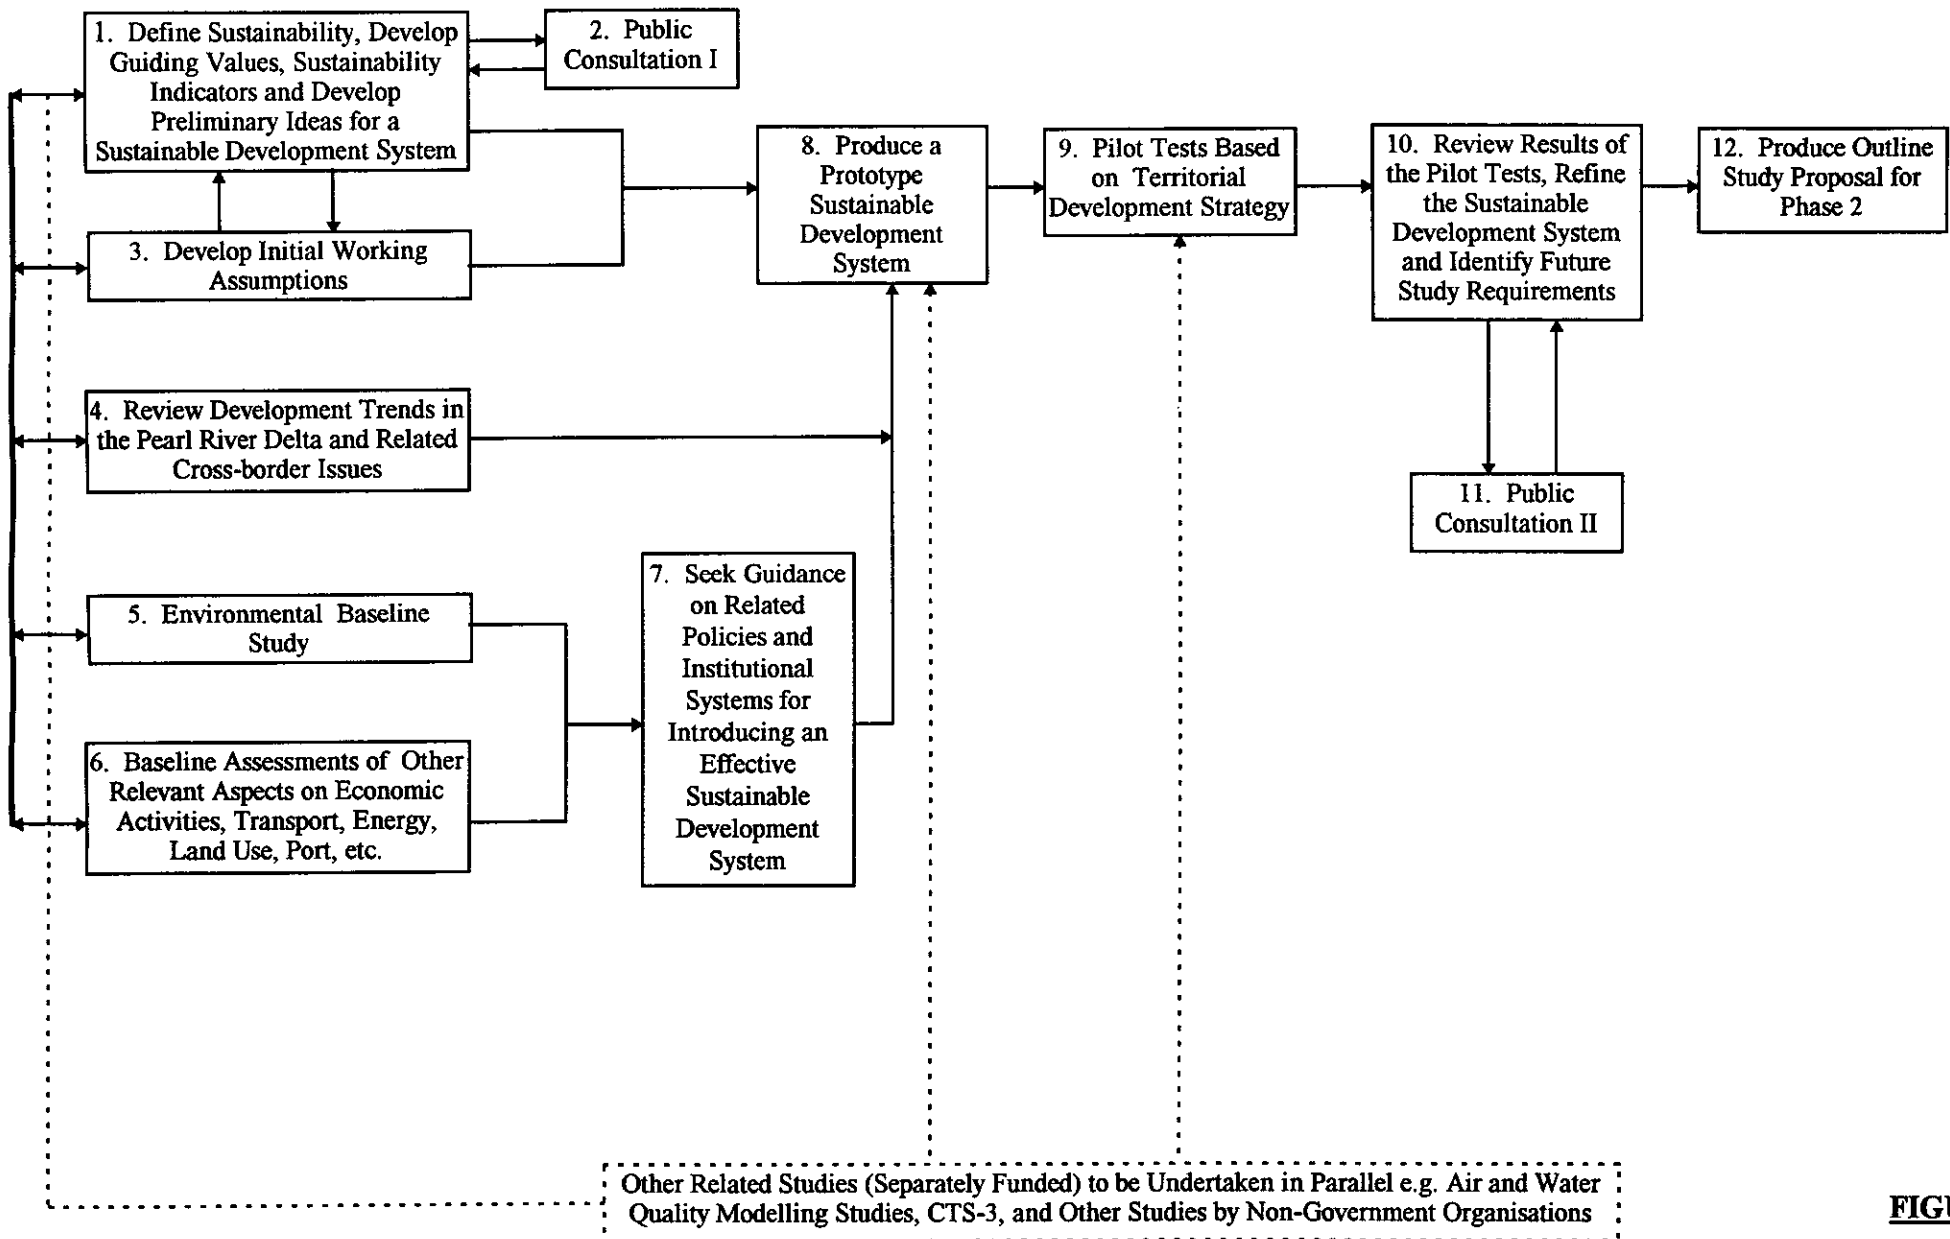 1. Define Sustainability, Develop
Guiding Values, Sustainability
Indicators and Develop
Preliminary Ideas for a
Sustainable Development System
2. Public
Consultation I
3. Develop Initial Working
Assumptions
4. Review Development Trends in
the Pearl River Delta and Related
Cross-border Issues
5. Environmental Baseline
Study
6. Baseline Assessments of Other
Relevant Aspects on Economic
Activities, Transport, Energy,
Land Use, Port, etc.
7. Seek Guidance
on Related
Policies and
Institutional
Systems for
Introducing an
Effective
Sustainable
Development
System
8. Produce a
Prototype
Sustainable
Development
System
9. Pilot Tests Based
on Territorial
Development Strategy
10. Review Results of
the Pilot Tests, Refine
the Sustainable
Development System
and Identify Future
Study Requirements
11. Public
Consultation II
12. Produce Outline
Study Proposal for
Phase 2
Other Related Studies (Separately Funded) to be Undertaken in Parallel e.g. Air and Water
Quality Modelling Studies, CTS-3, and Other Studies by Non-Government Organisations